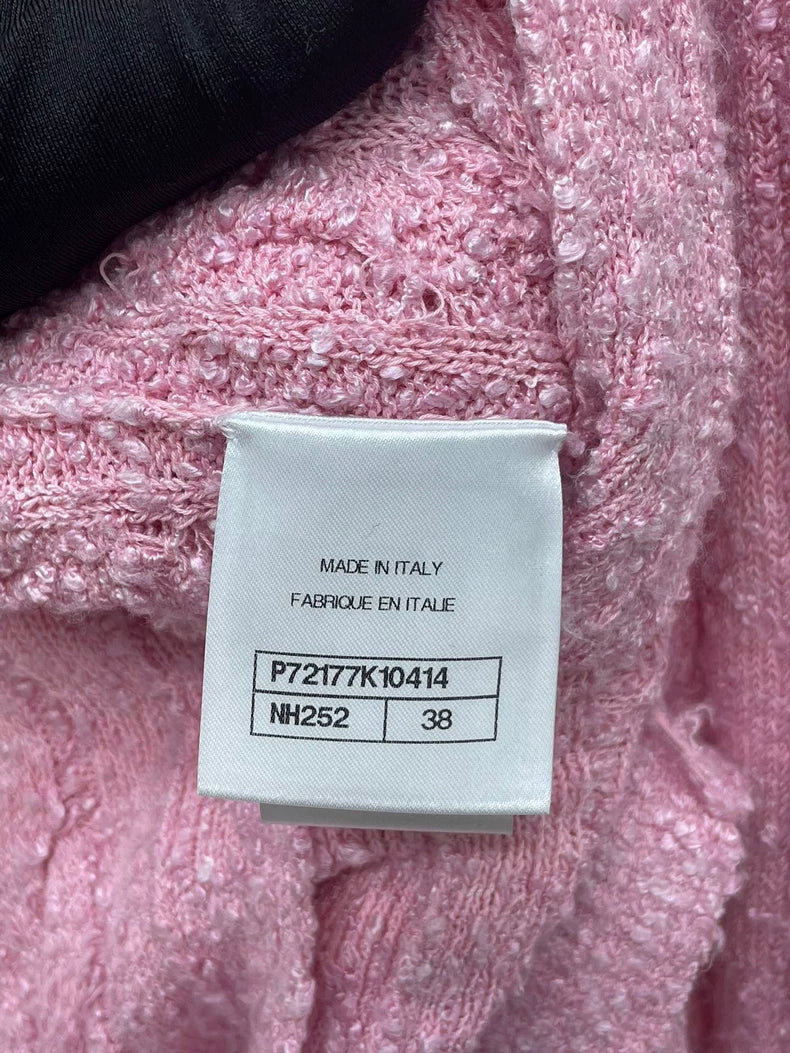 MADE IN ITALY
FABRIQUE EN ITALIE
P72177K10414
NH252 38